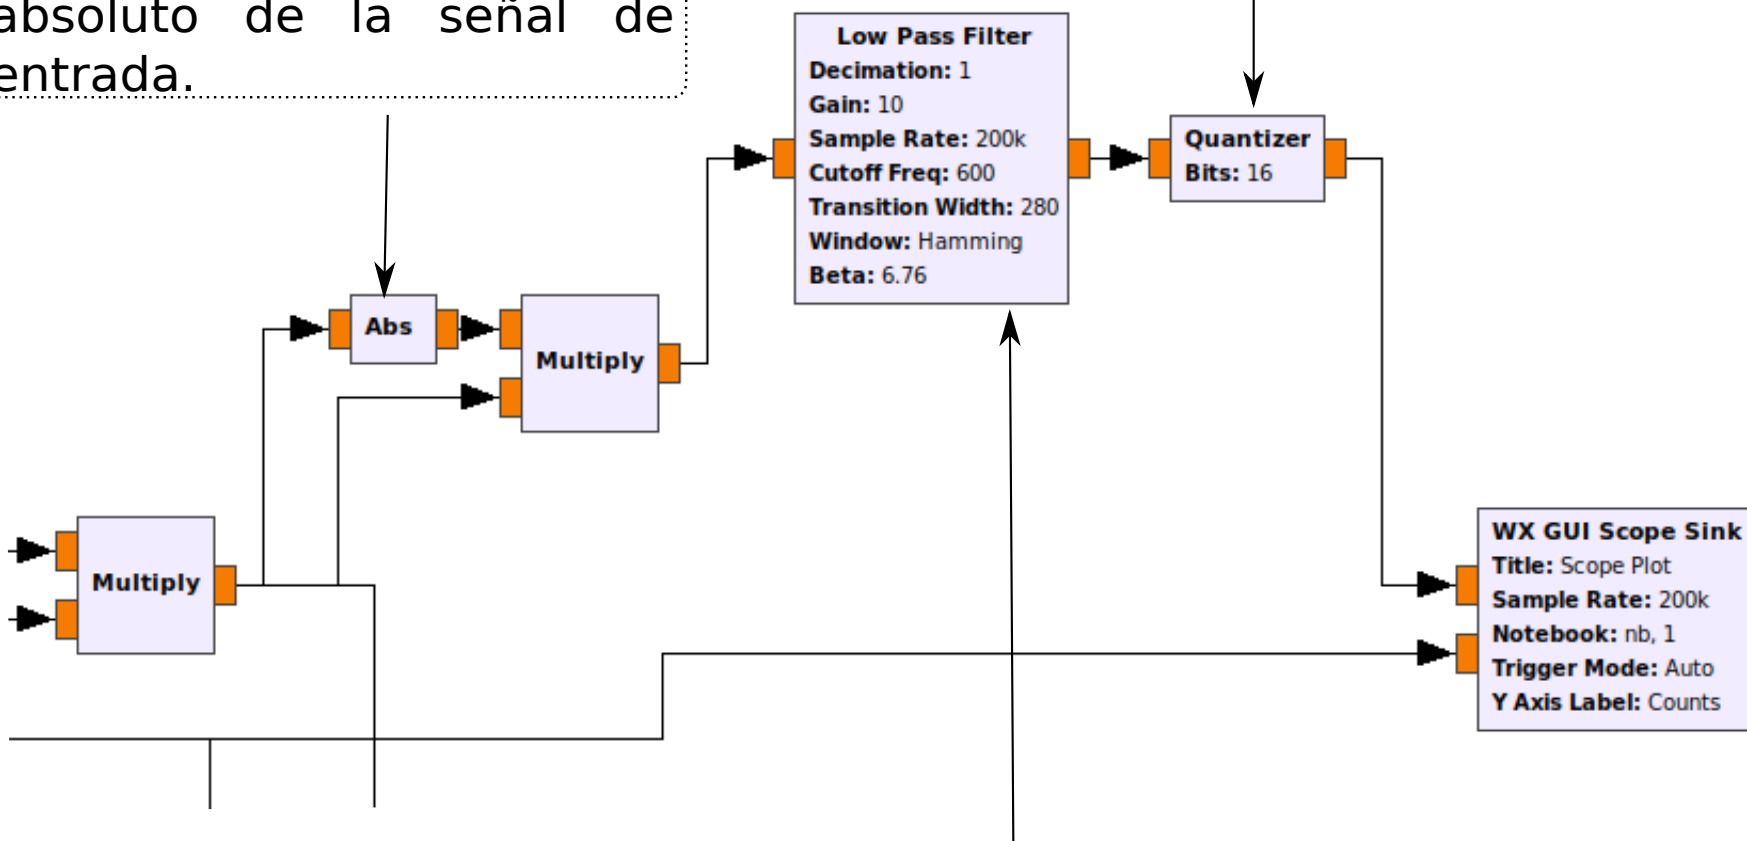 absoluto de la señal de
entrada.
Low Pass Filter
Decimation: 1
Gain: 10
Sample Rate: 200k
Cutoff Freq: 600
Transition Width: 280
Window: Hamming
Beta: 6.76
Quantizer
Bits: 16
Abs
Multiply
Multiply
WX GUI Scope Sink
Title: Scope Plot
Sample Rate: 200k
Notebook: nb, 1
Trigger Mode: Auto
Y Axis Label: Counts